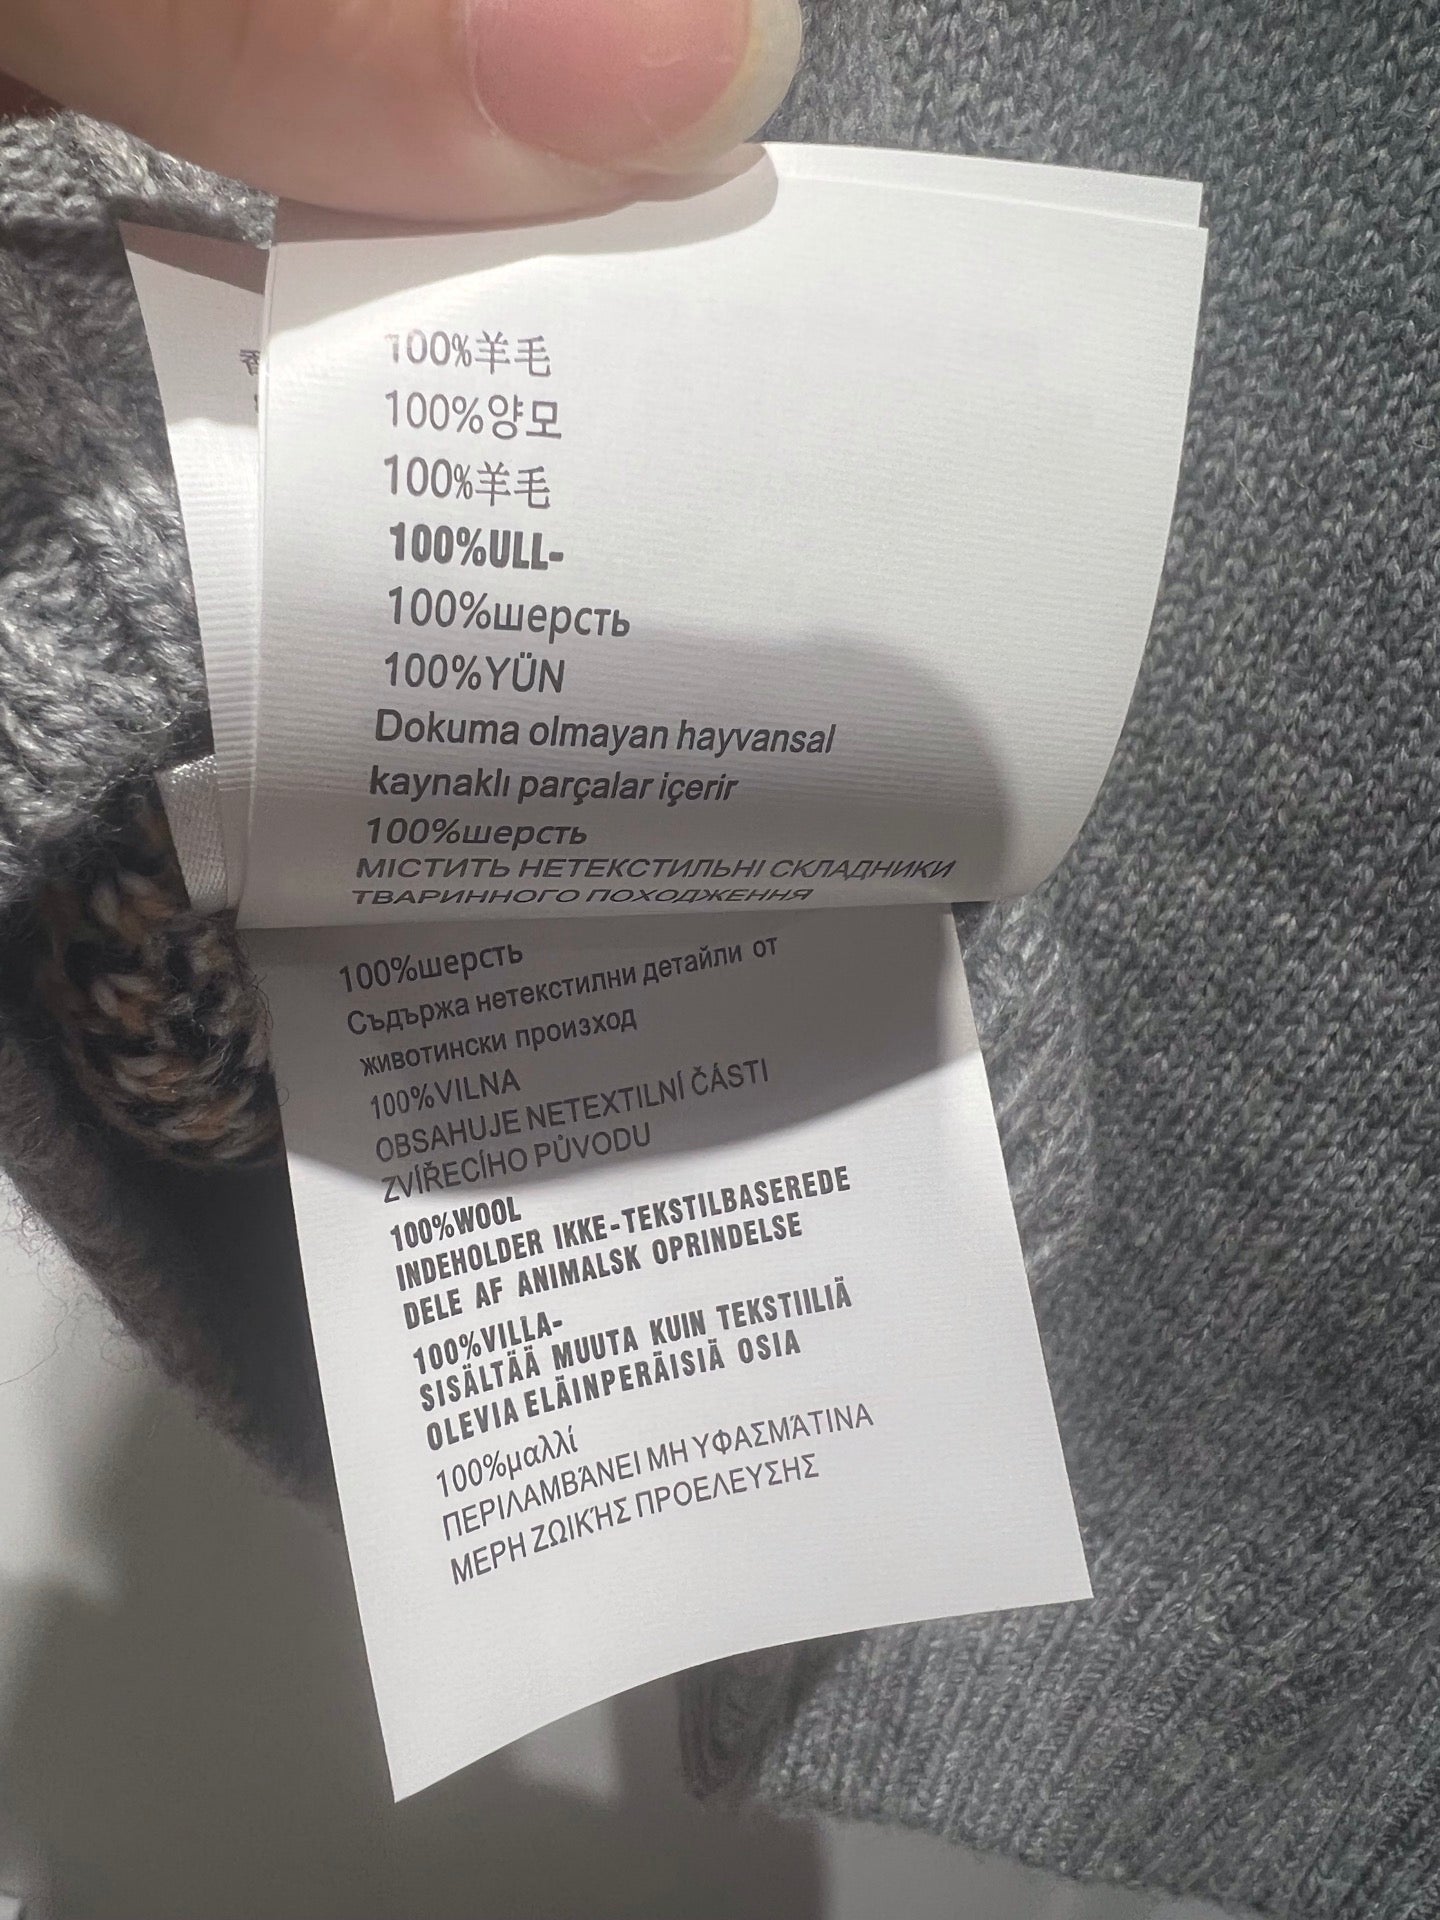 100%羊毛
100%양모
100%羊毛
100%ULL-
100%шерсть
100%YÜN
Dokuma olmayan hayvansal
kaynaklı parçalar içerir
100%шерсть
МІСТИТЬ НЕТЕКСТИЛЬНІ СКЛАДНИКИ
ТВАРИННОГО ПОХОДЖЕННЯ
100%шерсть
Съдържа нетекстилни детайли от
животински произход
100%VILNA
OBSAHUJE NETEXTILNÍ ČÁSTI
ZVÍŘECÍHO PŮVODU
100%WOOL
INDEHOLDER IKKE-TEKSTILBASEREDE
DELE AF ANIMALSK OPRINDELSE
100%VILLA-
SISÄLTÄÄ MUUTA KUIN TEKSTIILIÄ
OLEVIA ELÄINPERÄISIÄ OSIA
100%μαλλί
ΠΕΡΙΛΑΜΒΆΝΕΙ ΜΗ ΥΦΑΣΜΆΤΙΝΑ
ΜΕΡΗ ΖΩΙΚΉΣ ΠΡΟΕΛΕΥΣΗΣ